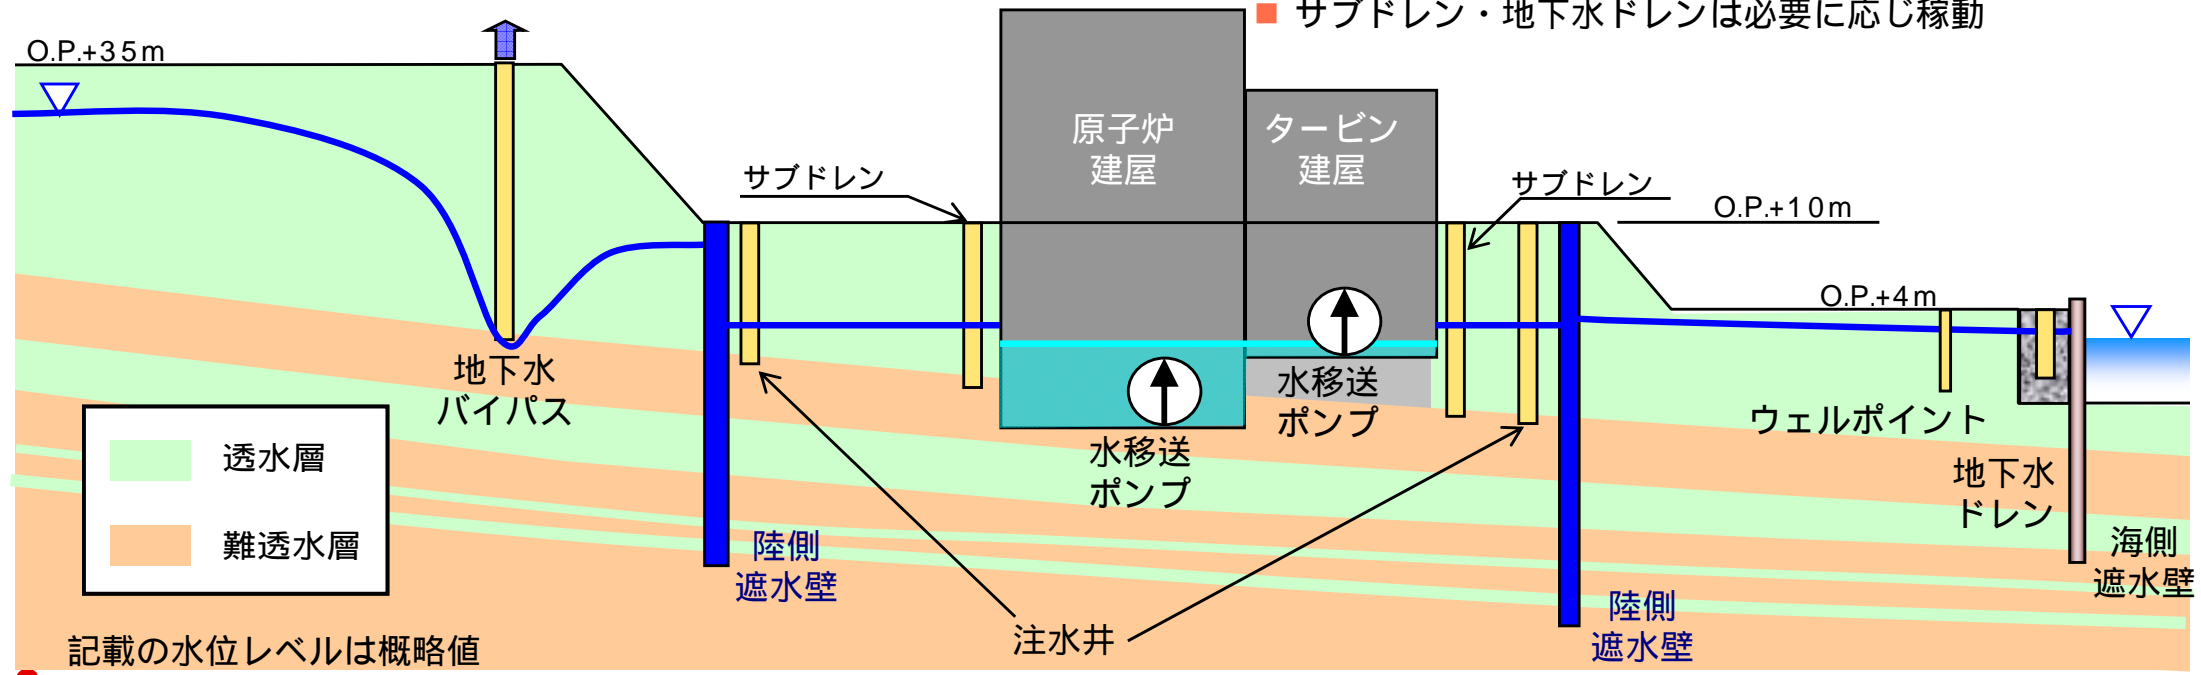 ■ サブドレン・地下水ドレンは必要に応じ稼動
O.P.+35m
原子炉
建屋
タービン
建屋
サブドレン
サブドレン
O.P.+10m
O.P.+4m
地下水
バイパス
水移送
ポンプ
水移送
ポンプ
ウェルポイント
地下水
ドレン
透水層
難透水層
陸側
遮水壁
海側
遮水壁
陸側
遮水壁
注水井
記載の水位レベルは概略値